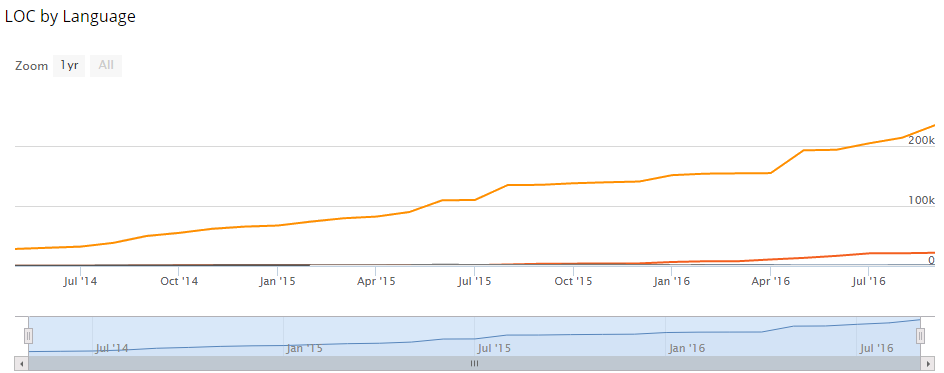 LOC by Language
Zoom 1yr All
200k
100k
0
Jul '14 Oct '14 Jan '15 Apr '15 Jul '15 Oct '15 Jan '16 Apr '16 Jul '16
Jul '14 Jan '15 Jul '15 Jan '16 Jul '16